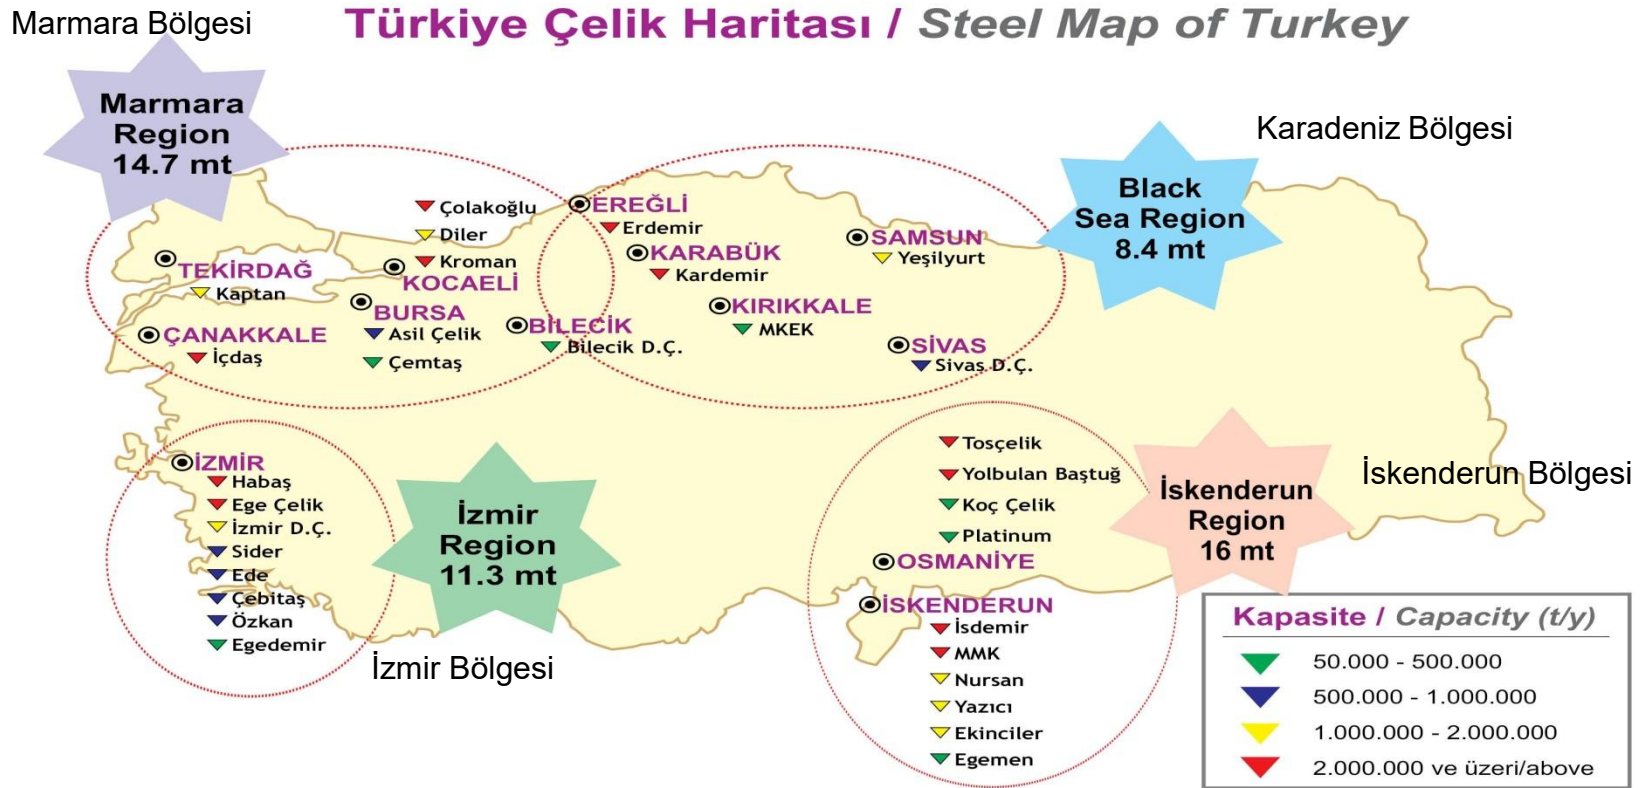 Marmara Bölgesi
Türkiye Çelik Haritası / Steel Map of Turkey
Marmara
Region
14.7 mt
Karadeniz Bölgesi
Black
Sea Region
8.4 mt
Çolakoğlu
Diler
Kroman
KOCAELİ
TEKİRDAĞ
Kaptan
BURSA
Asil Çelik
Çemtaş
ÇANAKKALE
İçdaş
BİLECİK
Bilecik D.Ç.
EREĞLİ
Erdemir
KARABÜK
Kardemir
SAMSUN
Yeşilyurt
KIRIKKALE
MKEK
SİVAS
Sivas D.Ç.
İZMİR
Habaş
Ege Çelik
İzmir D.Ç.
Sider
Ede
Çebitaş
Özkan
Egedemir
İzmir
Region
11.3 mt
İzmir Bölgesi
Tosçelik
Yolbulan Baştuğ
Koç Çelik
Platinum
OSMANİYE
İSKENDERUN
İsdemir
MMK
Nursan
Yazıcı
Ekinciler
Egemen
İskenderun
Region
16 mt
İskenderun Bölgesi
Kapasite / Capacity (t/y)
50.000 - 500.000
500.000 - 1.000.000
1.000.000 - 2.000.000
2.000.000 ve üzeri/above